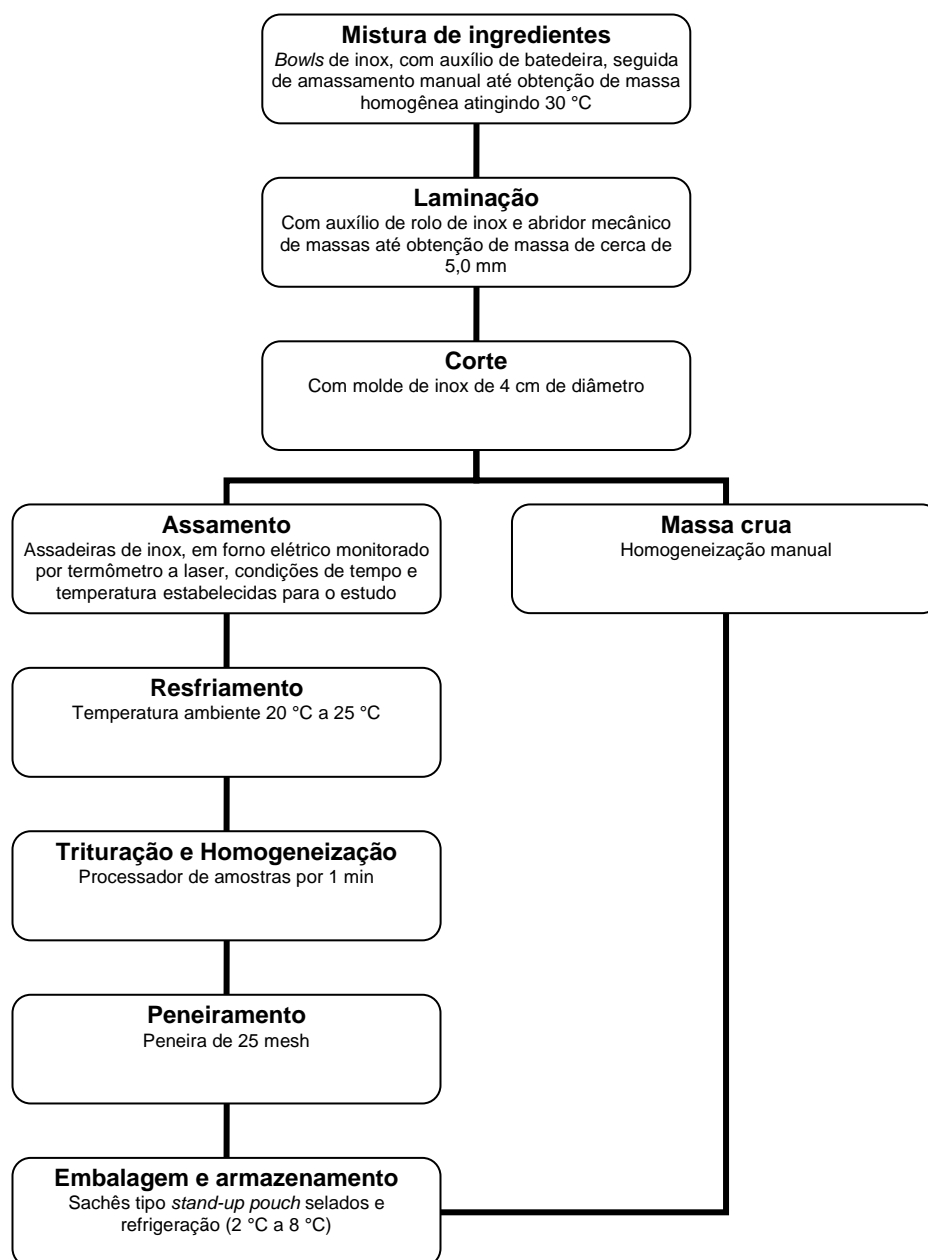 Mistura de ingredientes
Bowls de inox, com auxílio de batedeira, seguida
de amassamento manual até obtenção de massa
homogênea atingindo 30 °C
Laminação
Com auxílio de rolo de inox e abridor mecânico
de massas até obtenção de massa de cerca de
5,0 mm
Corte
Com molde de inox de 4 cm de diâmetro
Assamento
Assadeiras de inox, em forno elétrico monitorado
por termômetro a laser, condições de tempo e
temperatura estabelecidas para o estudo
Massa crua
Homogeneização manual
Resfriamento
Temperatura ambiente 20 °C a 25 °C
Trituração e Homogeneização
Processador de amostras por 1 min
Peneiramento
Peneira de 25 mesh
Embalagem e armazenamento
Sachês tipo stand-up pouch selados e
refrigeração (2 °C a 8 °C)